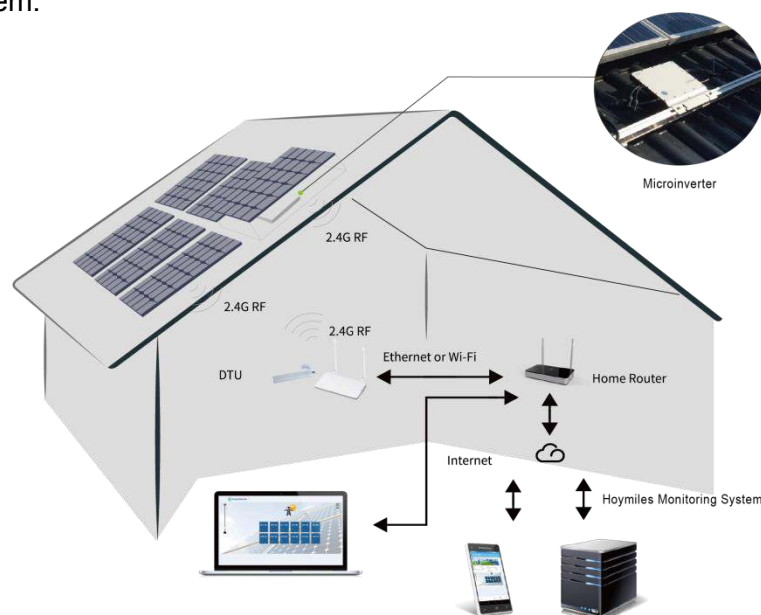 em.
Microinverter
2.4G RF
2.4G RF
2.4G RF
Ethernet or Wi-Fi
DTU
Home Router
Internet
Hoymiles Monitoring System